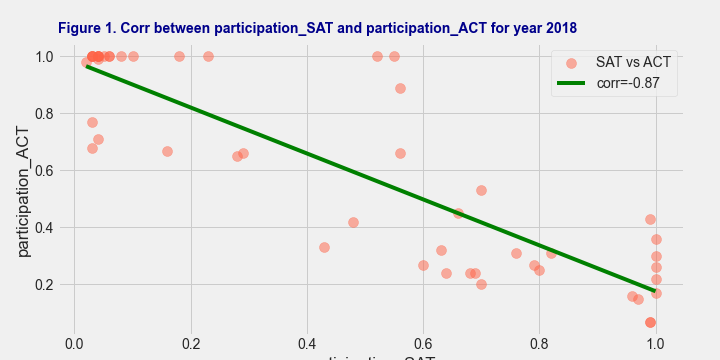 Figure 1. Corr between participation_SAT and participation_ACT for year 2018
SAT vs ACT
corr=-0.87
participation_ACT
1.0
0.8
0.6
0.4
0.2
0.0 0.2 0.4 0.6 0.8 1.0
participation_SAT